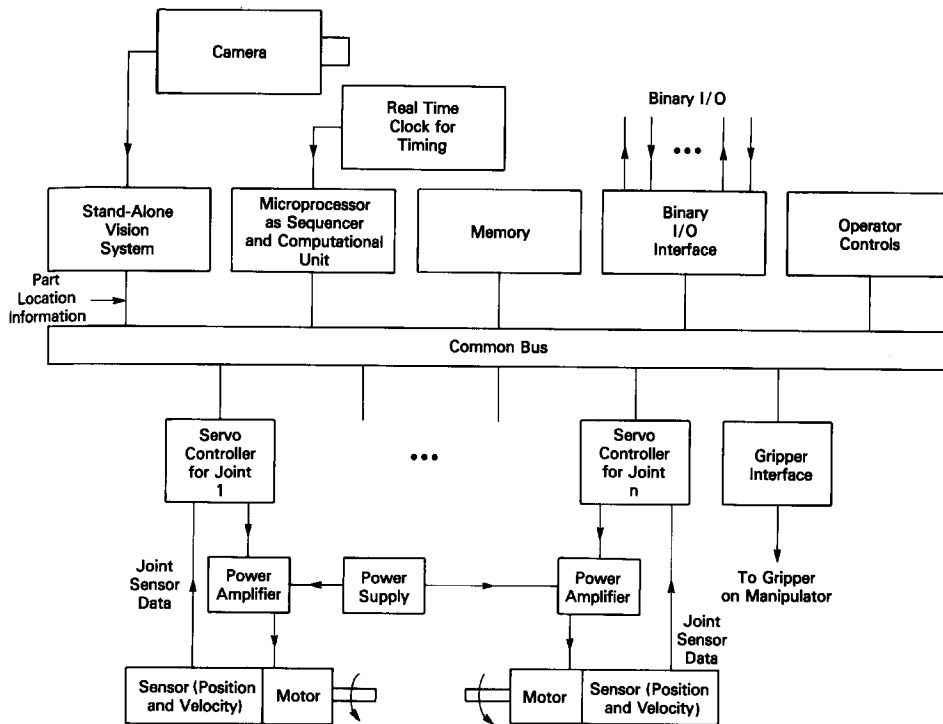 Camera
Real Time
Clock for
Timing
Binary I/O
Stand-Alone
Vision
System
Microprocessor
as Sequencer
and Computational
Unit
Memory
Binary
I/O
Interface
Operator
Controls
Part
Location
Information
Common Bus
Servo
Controller
for Joint
1
•••
Servo
Controller
for Joint
n
Gripper
Interface
Joint
Sensor
Data
Power
Amplifier
Power
Supply
Power
Amplifier
To Gripper
on Manipulator
Joint
Sensor
Data
Sensor (Position
and Velocity)
Motor
Motor
Sensor (Position
and Velocity)